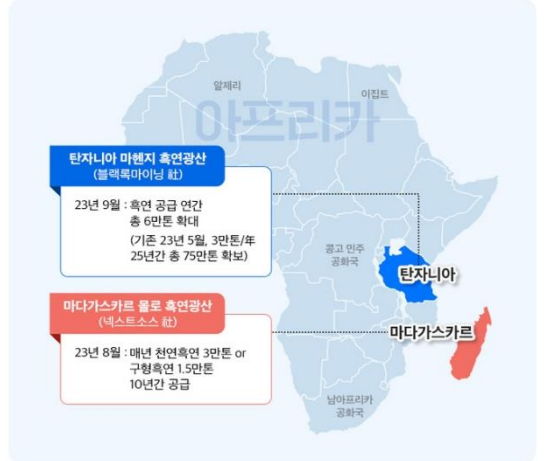 알제리
이집트
아프리카
탄자니아 마헨지 흑연광산
(블랙록마이닝 社)
23년 9월 : 흑연 공급 연간
총 6만톤 확대
(기존 23년 5월, 3만톤/年
25년간 총 75만톤 확보)
콩고 민주
공화국
탄자니아
마다가스카르 몰로 흑연광산
(넥스트소스 社)
마다가스카르
23년 8월 : 매년 천연흑연 3만톤 or
구형흑연 1.5만톤
10년간 공급
남아프리카
공화국